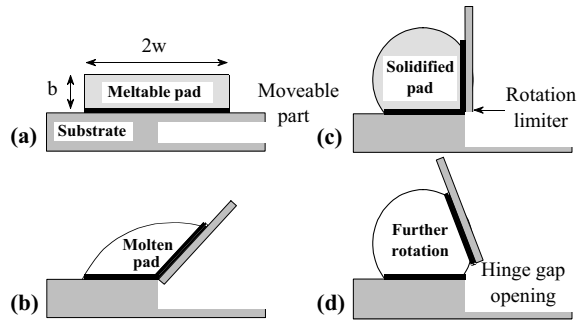 2w
b
Meltable pad
Moveable
part
(a)
Substrate
Solidified
pad
Rotation
limiter
(c)
Molten
pad
(b)
Further
rotation
Hinge gap
opening
(d)